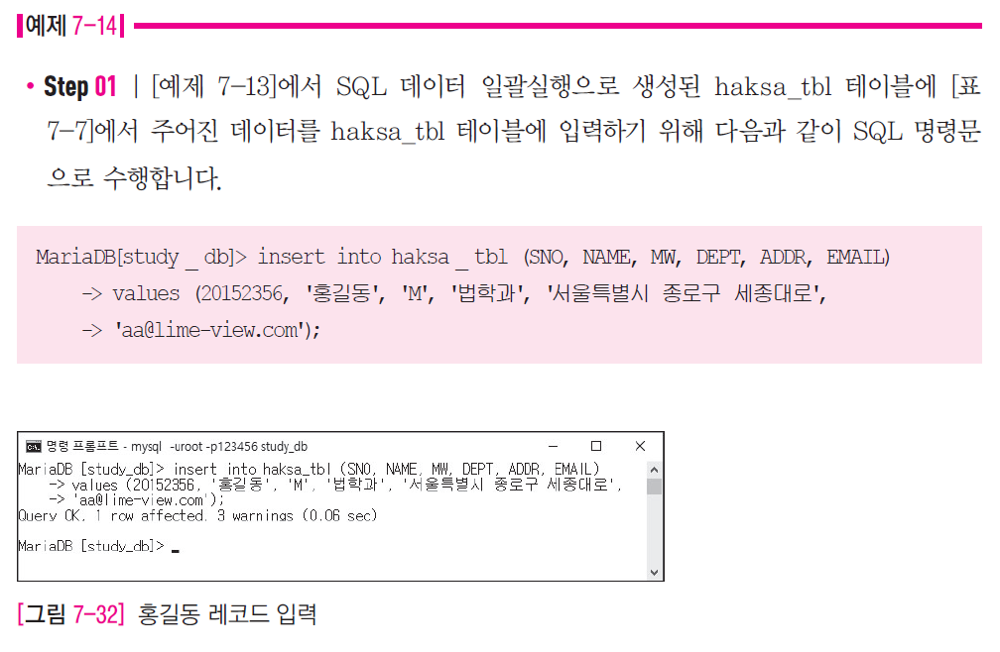 예제 7-14
• Step 01 | [예제 7-13]에서 SQL 데이터 일괄실행으로 생성된 haksa_tbl 테이블에 [표
7-7]에서 주어진 데이터를 haksa_tbl 테이블에 입력하기 위해 다음과 같이 SQL 명령문
으로 수행합니다.
MariaDB[study _ db]> insert into haksa _ tbl (SNO, NAME, MW, DEPT, ADDR, EMAIL)
-> values (20152356, '홍길동', 'M', '법학과', '서울특별시 종로구 세종대로',
-> 'aa@lime-view.com');
명령 프롬프트 - mysql -uroot -p123456 study_db
MariaDB [study_db]> insert into haksa_tbl (SNO, NAME, MW, DEPT, ADDR, EMAIL)
-> values (20152356, '홍길동', 'M', '법학과', '서울특별시 종로구 세종대로',
-> 'aa@lime-view.com');
Query OK, 1 row affected, 3 warnings (0.06 sec)
MariaDB [study_db]> _
[그림 7-32] 홍길동 레코드 입력